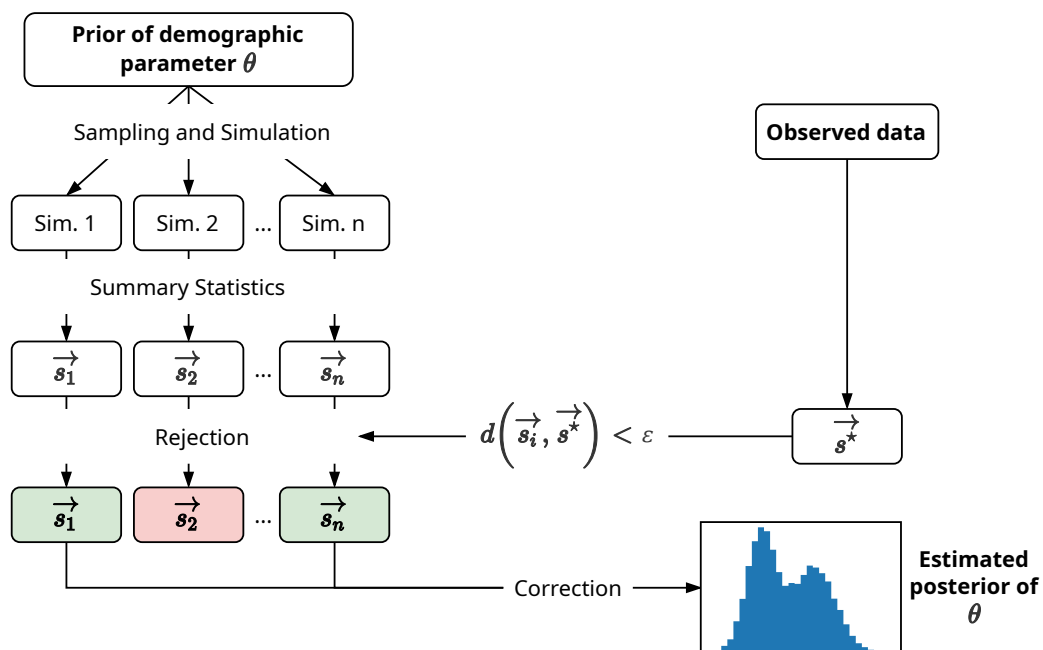 Prior of demographic
parameter θ
Sampling and Simulation
Observed data
Sim. 1
Sim. 2
...
Sim. n
Summary Statistics
s₁
s₂
...
sₙ
Rejection
d(sᵢ, s⋆) < ε
s⋆
s₁
s₂
...
sₙ
Correction
Estimated
posterior of
θ